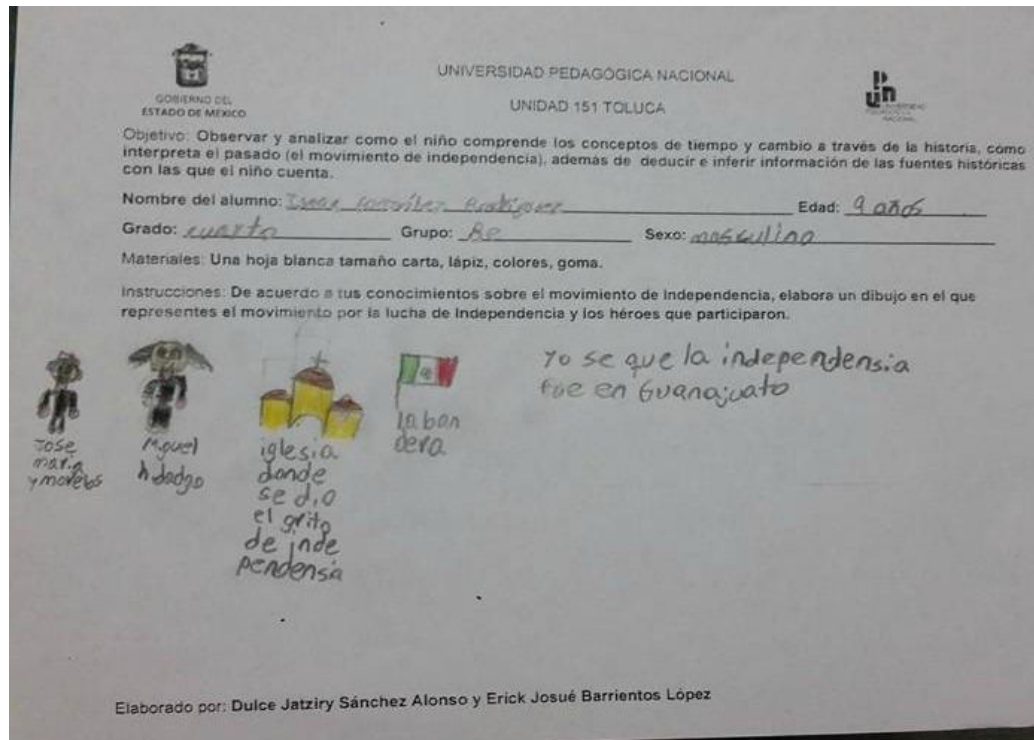 UNIVERSIDAD PEDAGÓGICA NACIONAL
GOBIERNO DEL
ESTADO DE MÉXICO
UNIDAD 151 TOLUCA
Objetivo: Observar y analizar como el niño comprende los conceptos de tiempo y cambio a través de la historia, cómo
interpreta el pasado (el movimiento de independencia), además de deducir e inferir información de las fuentes históricas
con las que el niño cuenta.
Nombre del alumno: González Rodríguez Edad: 9 años
Grado: cuarto Grupo: Sexo: masculino
Materiales: Una hoja blanca tamaño carta, lápiz, colores, goma.
Instrucciones: De acuerdo a tus conocimientos sobre el movimiento de Independencia, elabora un dibujo en el que
representes el movimiento por la lucha de Independencia y los héroes que participaron.
Jose
maria
y morelos
Miguel
hidadgo
iglesia
donde
se dio
el grito
de inde
pendensia
la ban
dera
Yo se que la independensia
fue en Guanajuato
Elaborado por: Dulce Jatziry Sánchez Alonso y Erick Josué Barrientos López